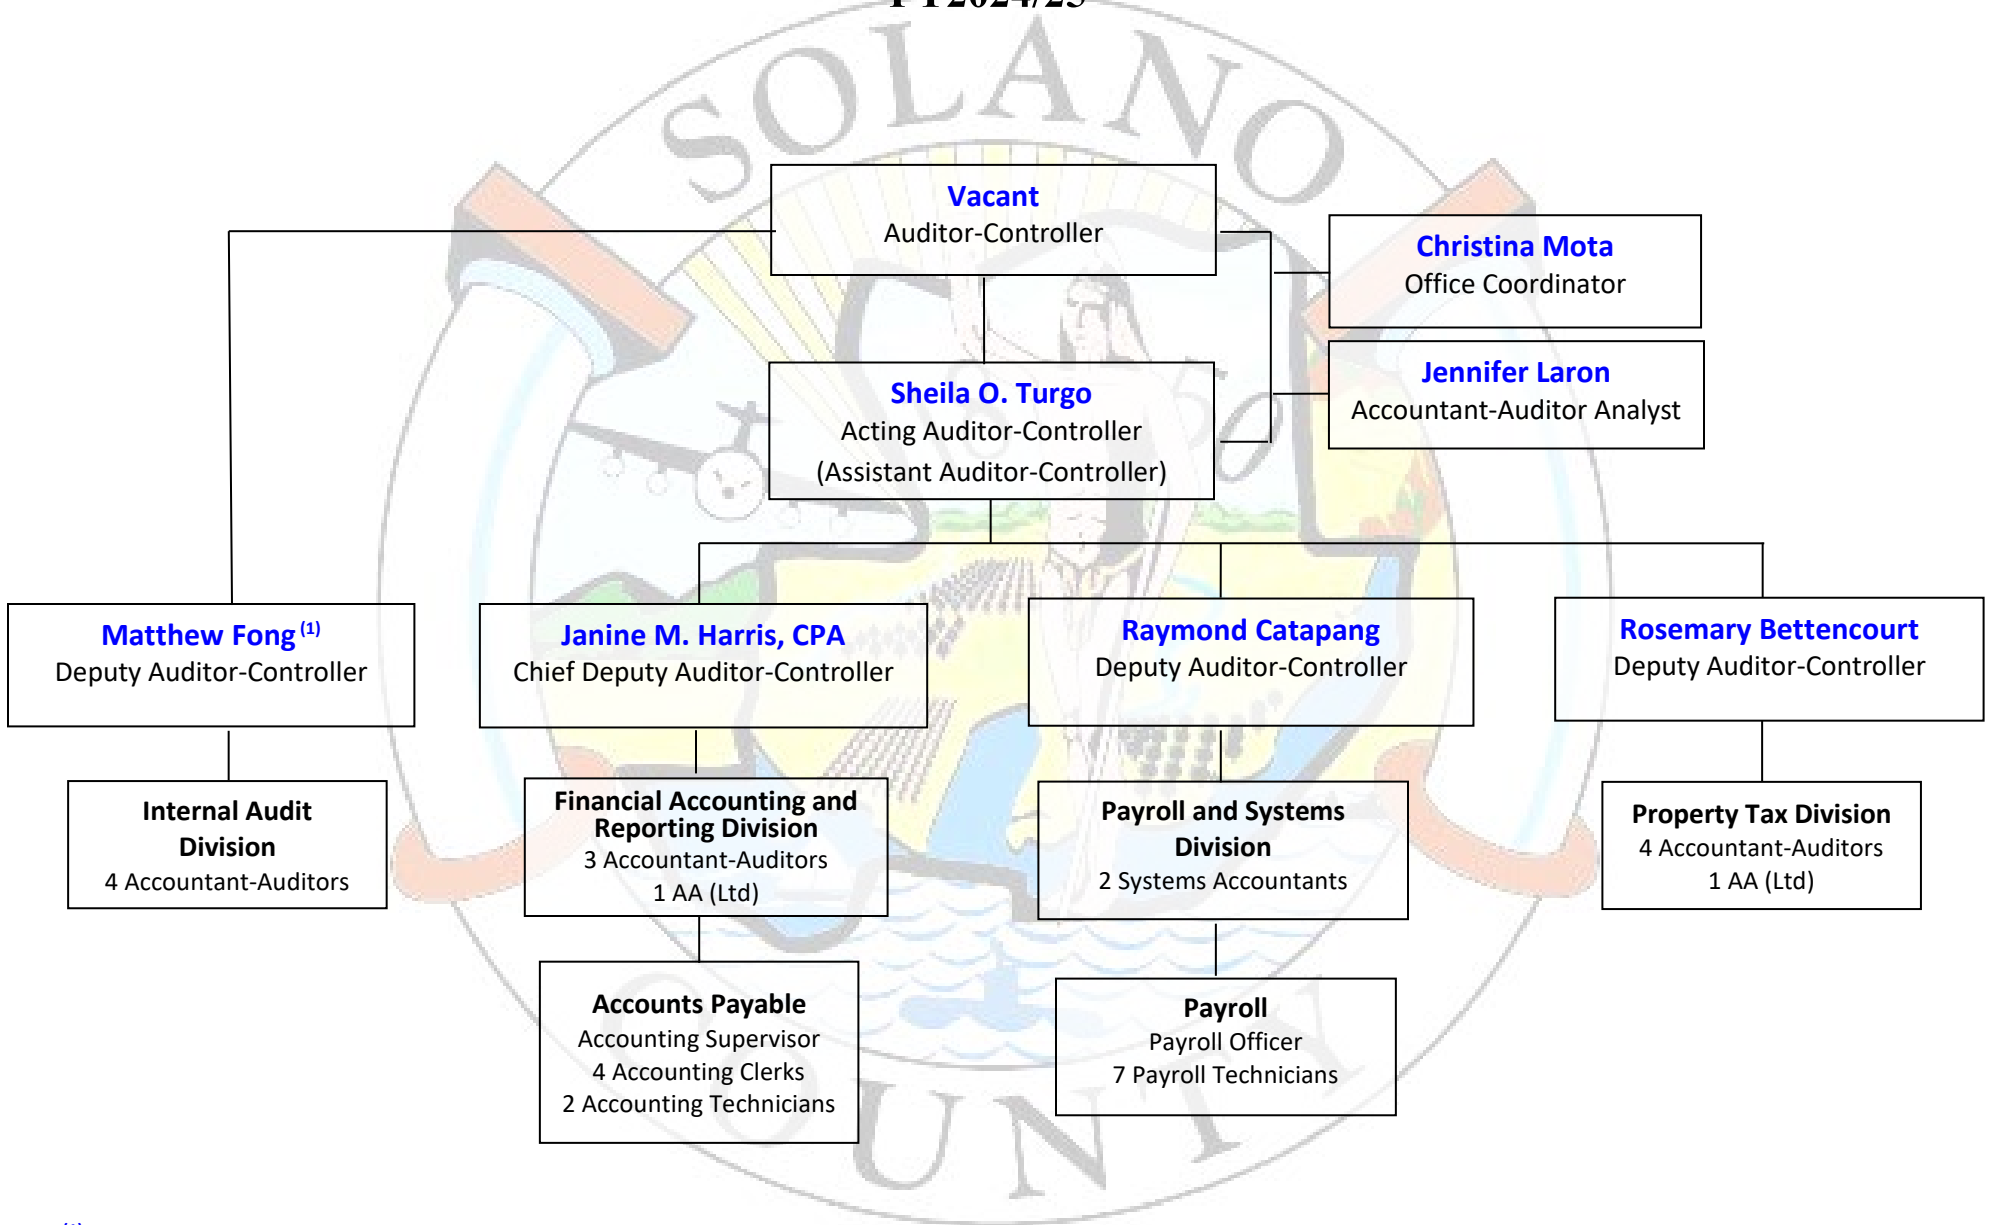 FY2024/25
SOLANO
Vacant
Auditor-Controller
Christina Mota
Office Coordinator
Jennifer Laron
Accountant-Auditor Analyst
Sheila O. Turgo
Acting Auditor-Controller
(Assistant Auditor-Controller)
1850
Matthew Fong (1)
Deputy Auditor-Controller
Janine M. Harris, CPA
Chief Deputy Auditor-Controller
Raymond Catapang
Deputy Auditor-Controller
Rosemary Bettencourt
Deputy Auditor-Controller
Internal Audit
Division
4 Accountant-Auditors
Financial Accounting and
Reporting Division
3 Accountant-Auditors
1 AA (Ltd)
Payroll and Systems
Division
2 Systems Accountants
Property Tax Division
4 Accountant-Auditors
1 AA (Ltd)
Accounts Payable
Accounting Supervisor
4 Accounting Clerks
2 Accounting Technicians
Payroll
Payroll Officer
7 Payroll Technicians
COUNTY